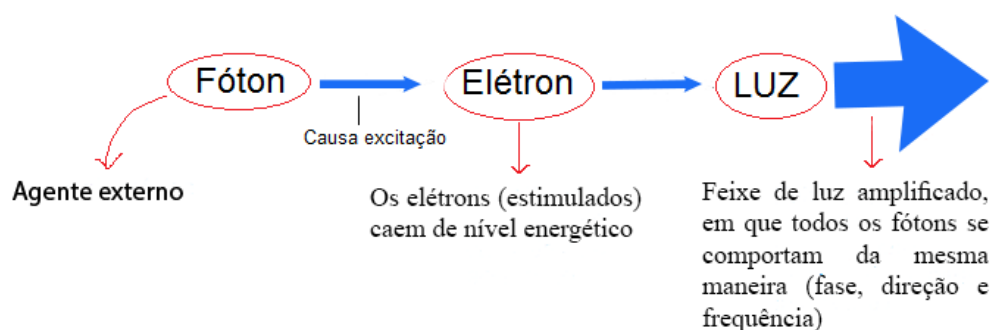 Fóton
Elétron
LUZ
Causa excitação
Agente externo
Os elétrons (estimulados)
caem de nível energético
Feixe de luz amplificado,
em que todos os fótons se
comportam da mesma
maneira (fase, direção e
frequência)